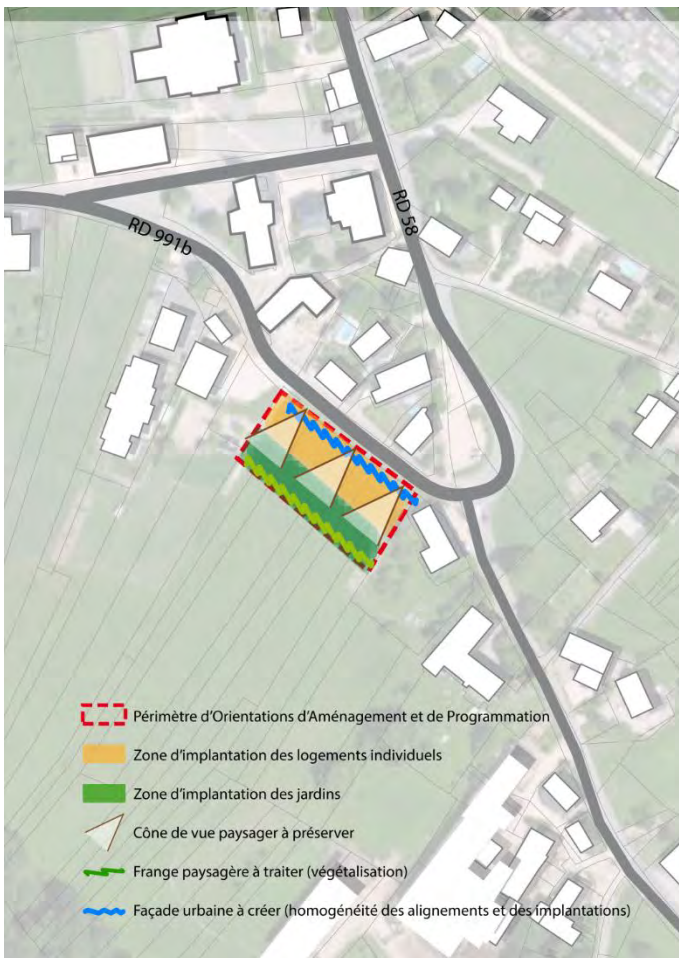 RD 58
RD 991b
Périmètre d'Orientations d'Aménagement et de Programmation
Zone d'implantation des logements individuels
Zone d'implantation des jardins
Cône de vue paysager à préserver
Frange paysagère à traiter (végétalisation)
Façade urbaine à créer (homogénéité des alignements et des implantations)